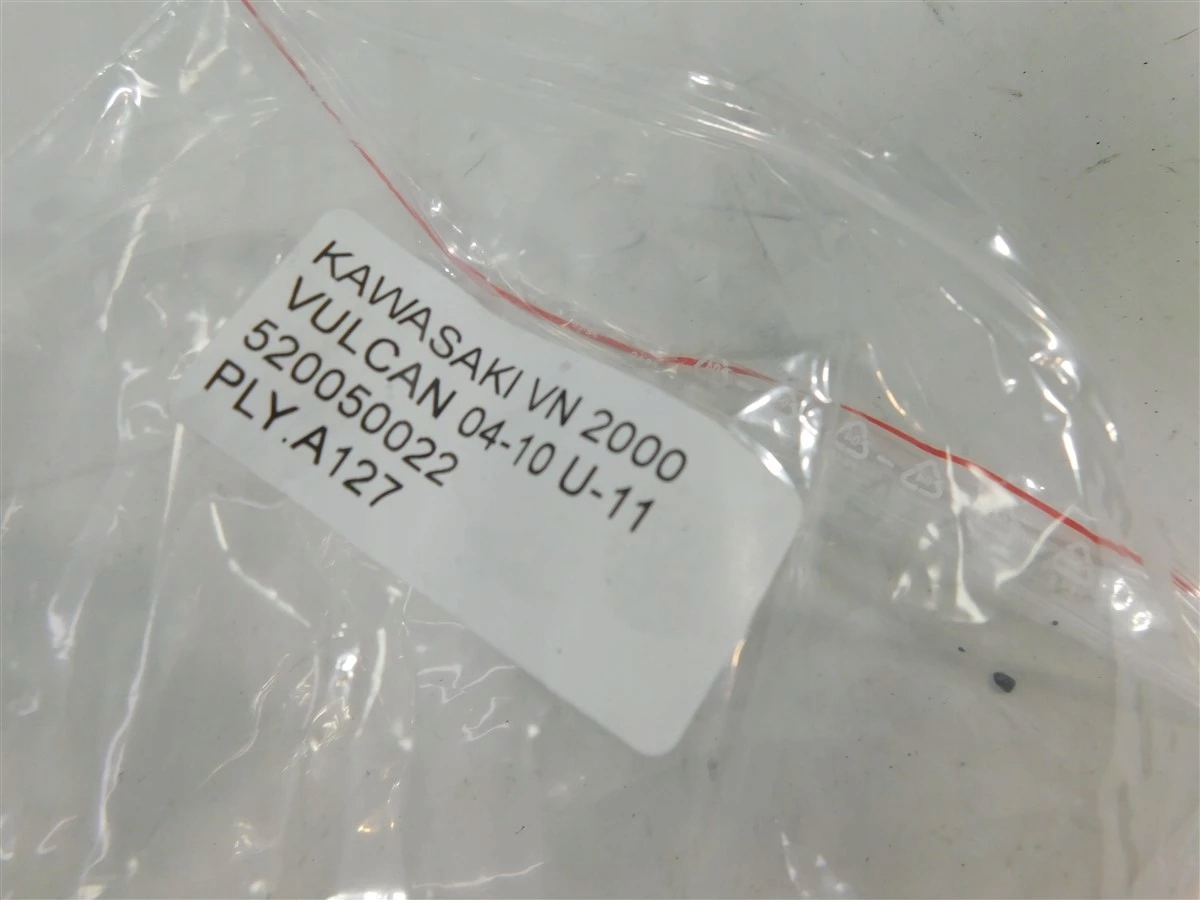 KAWASAKI VN 2000
VULCAN 04-10 U-11
520050022
PLY.A127